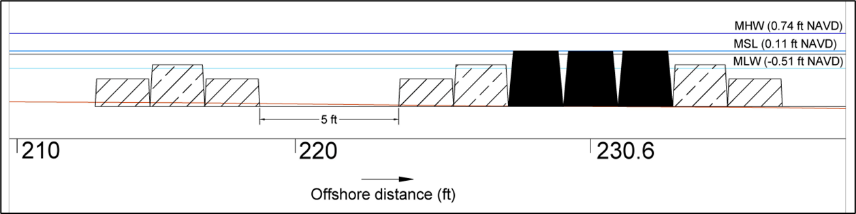 MHW (0.74 ft NAVD)
MSL (0.11 ft NAVD)
MLW (-0.51 ft NAVD)
5 ft
210 220 230.6
Offshore distance (ft)